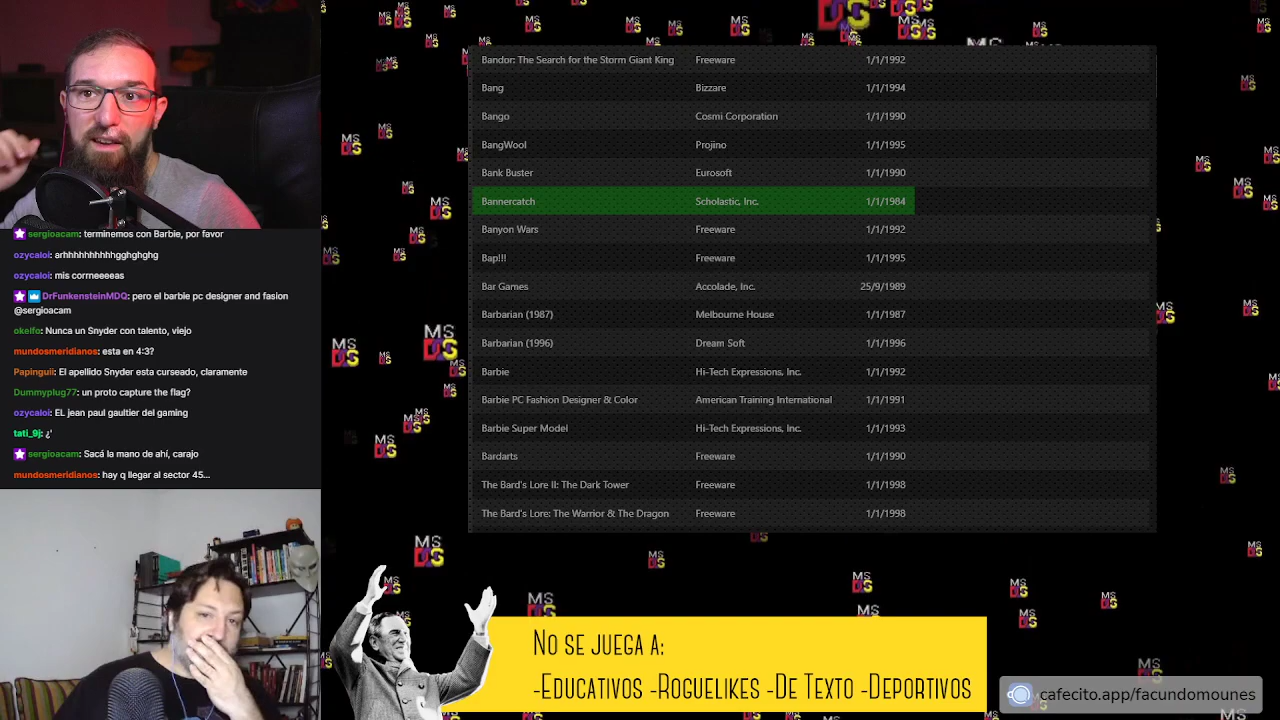 sergioacam: terminemos con Barbie, por favor
ozycaloi: arhhhhhhhhhgghghghg
ozycaloi: mis corrneeeeas
DrFunkensteinMDQ: pero el barbie pc designer and fasion
@sergioacam
okelfo: Nunca un Snyder con talento, viejo
mundosmeridianos: esta en 4:3?
Papinguii: El apellido Snyder esta curseado, claramente
Dummyplug77: un proto capture the flag?
ozycaloi: EL jean paul gaultier del gaming
tati_9j: ¿'
sergioacam: Sacá la mano de ahí, carajo
mundosmeridianos: hay q llegar al sector 45...
Bandor: The Search for the Storm Giant King Freeware 1/1/1992
Bang Bizzare 1/1/1994
Bango Cosmi Corporation 1/1/1990
BangWool Projino 1/1/1995
Bank Buster Eurosoft 1/1/1990
Bannercatch Scholastic, Inc. 1/1/1984
Banyon Wars Freeware 1/1/1992
Bap!!! Freeware 1/1/1995
Bar Games Accolade, Inc. 25/9/1989
Barbarian (1987) Melbourne House 1/1/1987
Barbarian (1996) Dream Soft 1/1/1996
Barbie Hi-Tech Expressions, Inc. 1/1/1992
Barbie PC Fashion Designer & Color American Training International 1/1/1991
Barbie Super Model Hi-Tech Expressions, Inc. 1/1/1993
Bardarts Freeware 1/1/1990
The Bard's Lore II: The Dark Tower Freeware 1/1/1998
The Bard's Lore: The Warrior & The Dragon Freeware 1/1/1998
MS
DOS
No se juega a:
-Educativos -Roguelikes -De Texto -Deportivos
cafecito.app/facundomounes